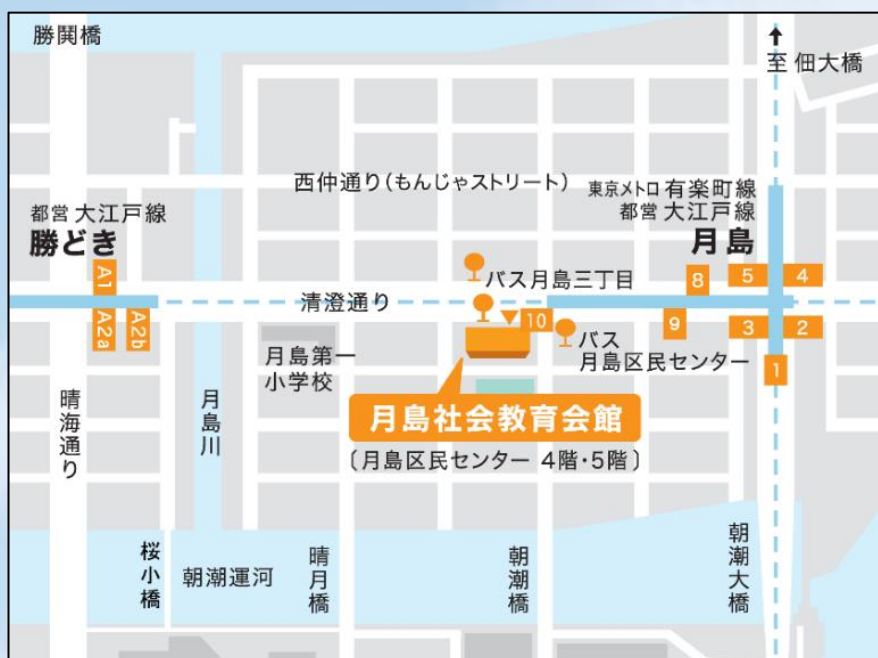 勝鬨橋
至 佃大橋
西仲通り(もんじゃストリート)
東京メトロ 有楽町線
都営 大江戸線
月島
都営 大江戸線
勝どき
A1
A2a
A2b
8
5
4
バス月島三丁目
清澄通り
10
9
3
2
1
バス
月島区民センター
月島第一
小学校
月島社会教育会館
〔月島区民センター 4階・5階〕
晴海通り
月島川
桜小橋
朝潮運河
晴月橋
朝潮橋
朝潮大橋